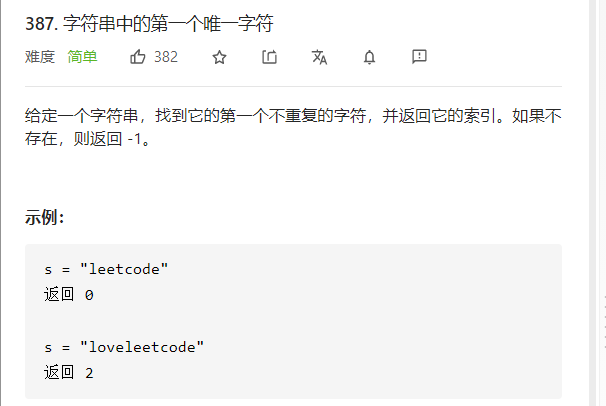 387. 字符串中的第一个唯一字符
难度 简单 382
给定一个字符串，找到它的第一个不重复的字符，并返回它的索引。如果不
存在，则返回 -1。
示例：
s = "leetcode"
返回 0
s = "loveleetcode"
返回 2